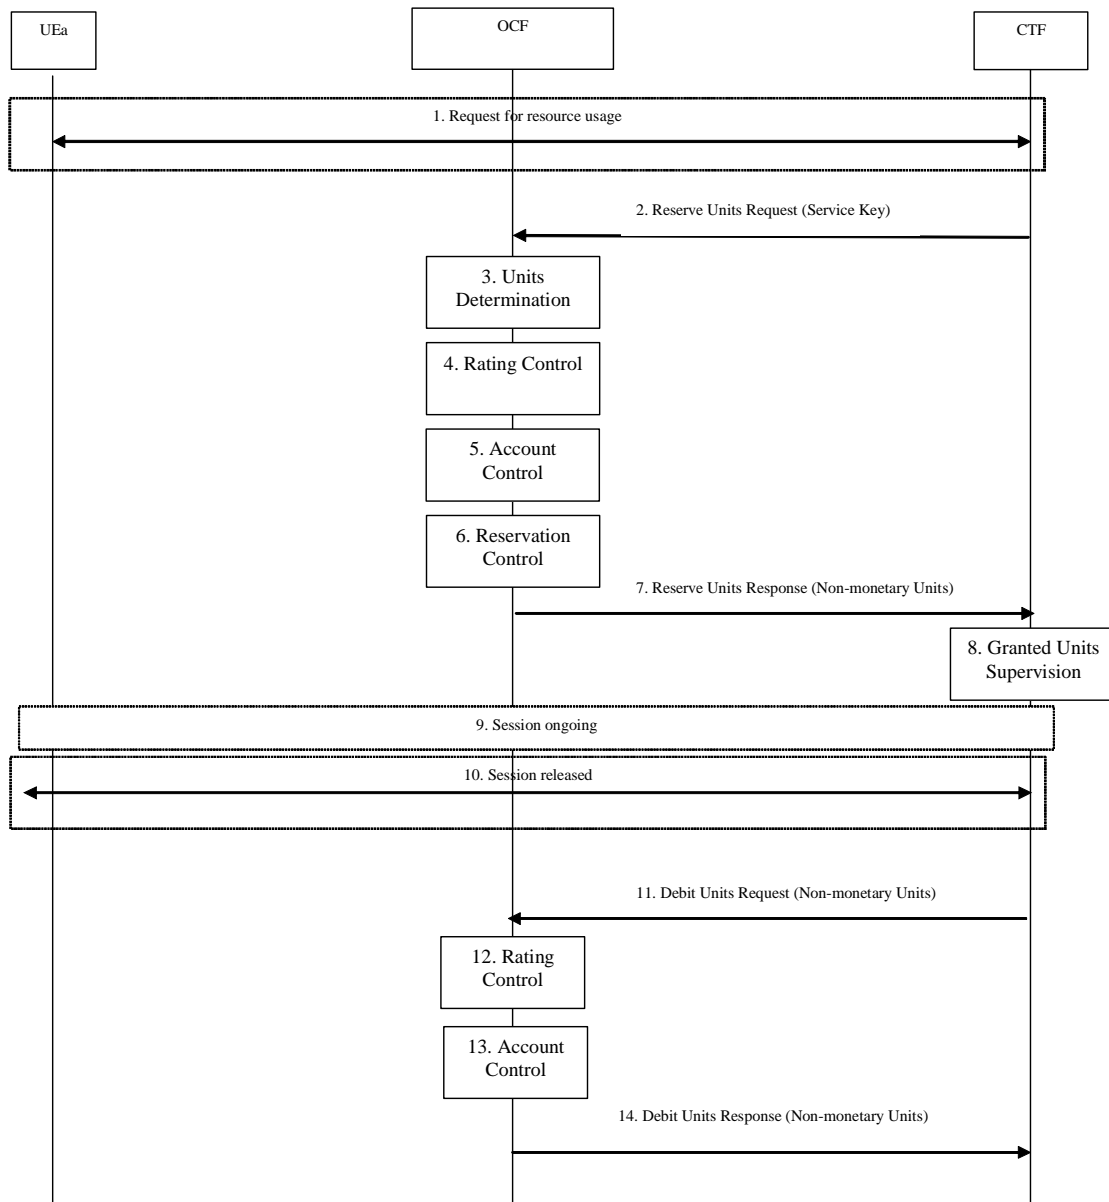 UEa
OCF
CTF
1. Request for resource usage
2. Reserve Units Request (Service Key)
3. Units
Determination
4. Rating Control
5. Account
Control
6. Reservation
Control
7. Reserve Units Response (Non-monetary Units)
8. Granted Units
Supervision
9. Session ongoing
10. Session released
11. Debit Units Request (Non-monetary Units)
12. Rating
Control
13. Account
Control
14. Debit Units Response (Non-monetary Units)